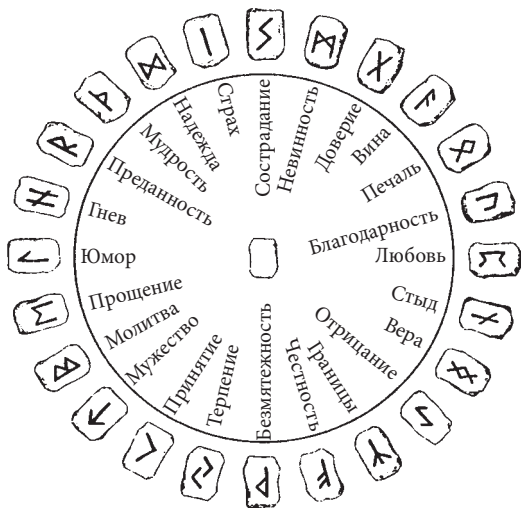 Сострадание
Невинность
Доверие
Вина
Печаль
Благодарность
Любовь
Стыд
Вера
Отрицание
Границы
Честность
Безмятежность
Терпение
Принятие
Мужество
Молитва
Прощение
Юмор
Гнев
Преданность
Мудрость
Надежда
Страх